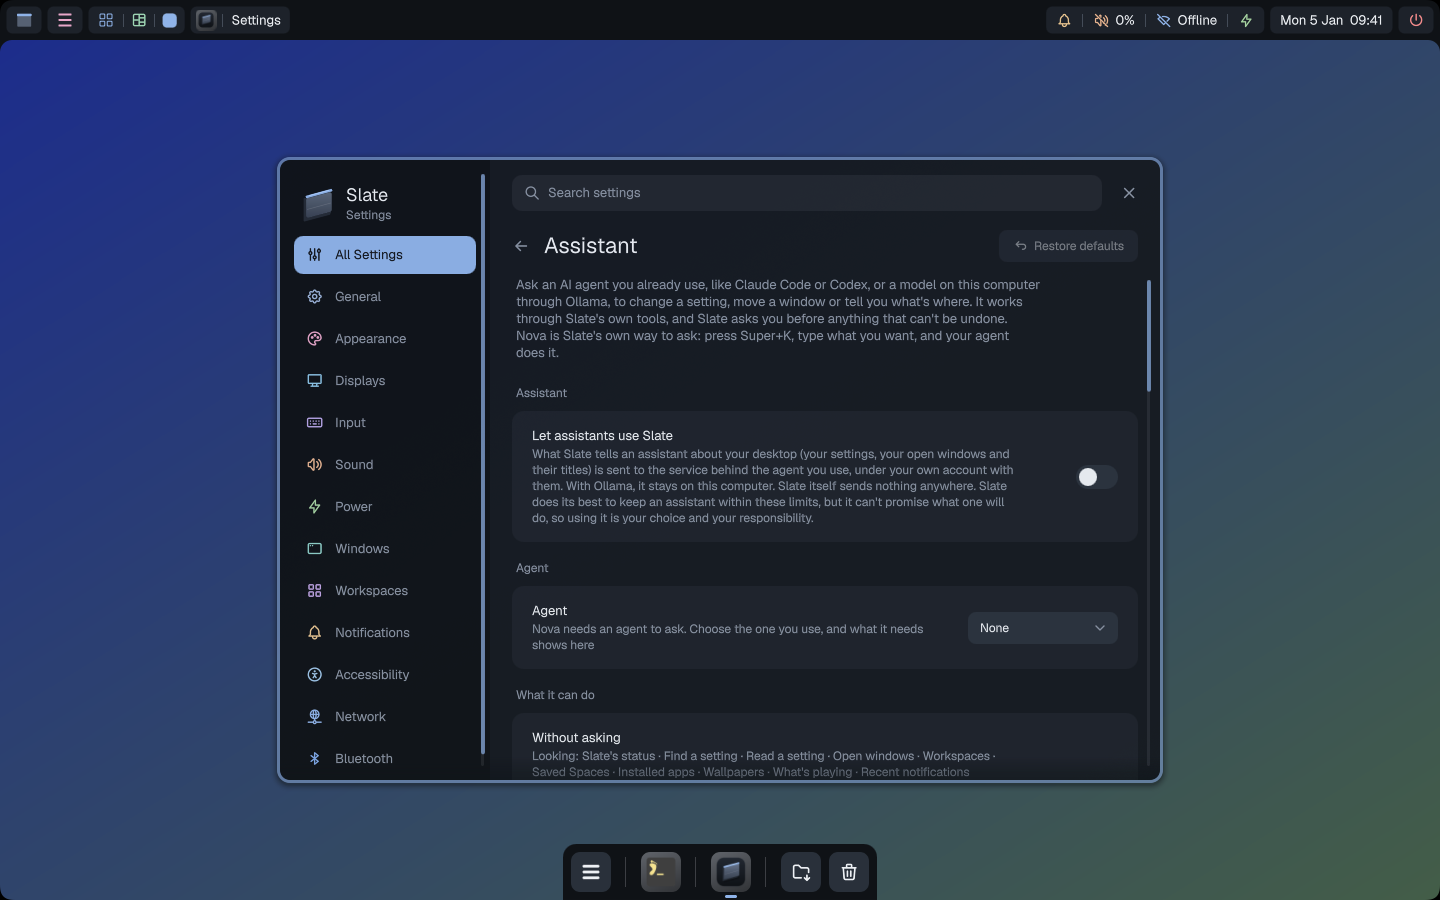 Settings
0%
Offline
Mon 5 Jan 09:41
Slate
Settings
All Settings
General
Appearance
Displays
Input
Sound
Power
Windows
Workspaces
Notifications
Accessibility
Network
Bluetooth
Search settings
Assistant
Restore defaults
Ask an AI agent you already use, like Claude Code or Codex, or a model on this computer
through Ollama, to change a setting, move a window or tell you what's where. It works
through Slate's own tools, and Slate asks you before anything that can't be undone.
Nova is Slate's own way to ask: press Super+K, type what you want, and your agent
does it.
Assistant
Let assistants use Slate
What Slate tells an assistant about your desktop (your settings, your open windows and
their titles) is sent to the service behind the agent you use, under your own account with
them. With Ollama, it stays on this computer. Slate itself sends nothing anywhere. Slate
does its best to keep an assistant within these limits, but it can't promise what one will
do, so using it is your choice and your responsibility.
Agent
Agent
Nova needs an agent to ask. Choose the one you use, and what it needs
shows here
None
What it can do
Without asking
Looking: Slate's status · Find a setting · Read a setting · Open windows · Workspaces ·
Saved Spaces · Installed apps · Wallpapers · What's playing · Recent notifications